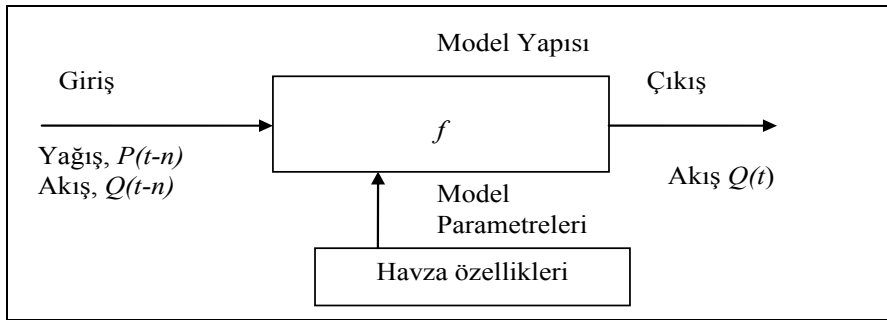 Model Yapısı
Giriş
Çıkış
f
Yağış, P(t-n)
Akış, Q(t-n)
Akış Q(t)
Model
Parametreleri
Havza özellikleri